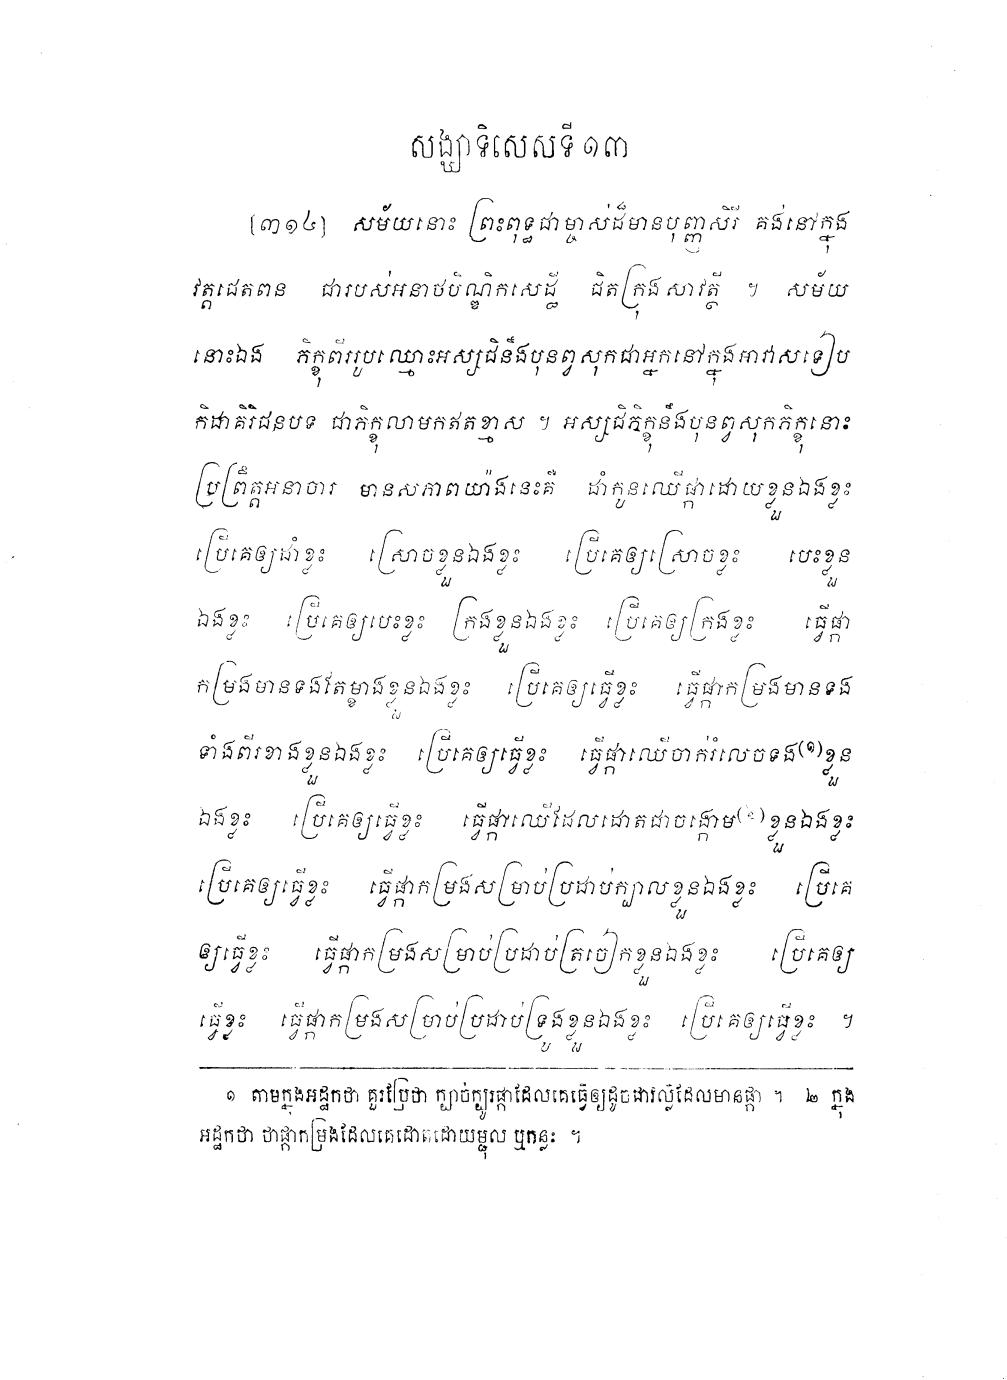 សង្ឃាទិសេសទី ១៣
[៣១៤] សម័យនោះ ព្រះពុទ្ធជាម្ចាស់ដ៏មានបុញ្ញសិរី គង់នៅក្នុង
វត្តជេតពន ជារបស់អនាថបិណ្ឌិកសេដ្ឋី ជិតក្រុងសាវត្ថី ។ សម័យ
នោះឯង ភិក្ខុពីររូបឈ្មោះអស្សជិនឹងបុនព្វសុកជាអ្នកនៅក្នុងអាវាសទៀប
កិដាគិរីជនបទ ជាភិក្ខុលាមកឥតខ្មាស ។ អស្សជិភិក្ខុនឹងបុនព្វសុកភិក្ខុនោះ
ប្រព្រឹត្តអនាចារ មានសភាពយ៉ាងនេះគឺ ដាំកូនឈើផ្កាដោយខ្លួនឯងខ្លះ
ប្រើគេឲ្យដាំខ្លះ ស្រោចខ្លួនឯងខ្លះ ប្រើគេឲ្យស្រោចខ្លះ បេះខ្លួន
ឯងខ្លះ ប្រើគេឲ្យបេះខ្លះ ក្រងខ្លួនឯងខ្លះ ប្រើគេឲ្យក្រងខ្លះ ធ្វើផ្កា
កម្រងមានទងតែម្ខាងខ្លួនឯងខ្លះ ប្រើគេឲ្យធ្វើខ្លះ ធ្វើផ្កាកម្រងមានទង
ទាំងពីរខាងខ្លួនឯងខ្លះ ប្រើគេឲ្យធ្វើខ្លះ ធ្វើផ្កាឈើចាក់រំលេចទង(១)ខ្លួន
ឯងខ្លះ ប្រើគេឲ្យធ្វើខ្លះ ធ្វើផ្កាឈើដែលដោតជាចង្កោម(២)ខ្លួនឯងខ្លះ
ប្រើគេឲ្យធ្វើខ្លះ ធ្វើផ្កាកម្រងសម្រាប់ប្រដាប់ក្បាលខ្លួនឯងខ្លះ ប្រើគេ
ឲ្យធ្វើខ្លះ ធ្វើផ្កាកម្រងសម្រាប់ប្រដាប់ត្រចៀកខ្លួនឯងខ្លះ ប្រើគេឲ្យ
ធ្វើខ្លះ ធ្វើផ្កាកម្រងសម្រាប់ប្រដាប់ទ្រូងខ្លួនឯងខ្លះ ប្រើគេឲ្យធ្វើខ្លះ ។
១ តាមក្នុងអដ្ឋកថា គួរប្រែថា ក្បាច់ក្បូរផ្កាដែលគេធ្វើឲ្យដូចជាវល្លិដែលមានផ្កា ។ ២ ក្នុង
អដ្ឋកថា ថាផ្កាកម្រងដែលគេដោតដោយម្ជុល ឬកន្លះ ។